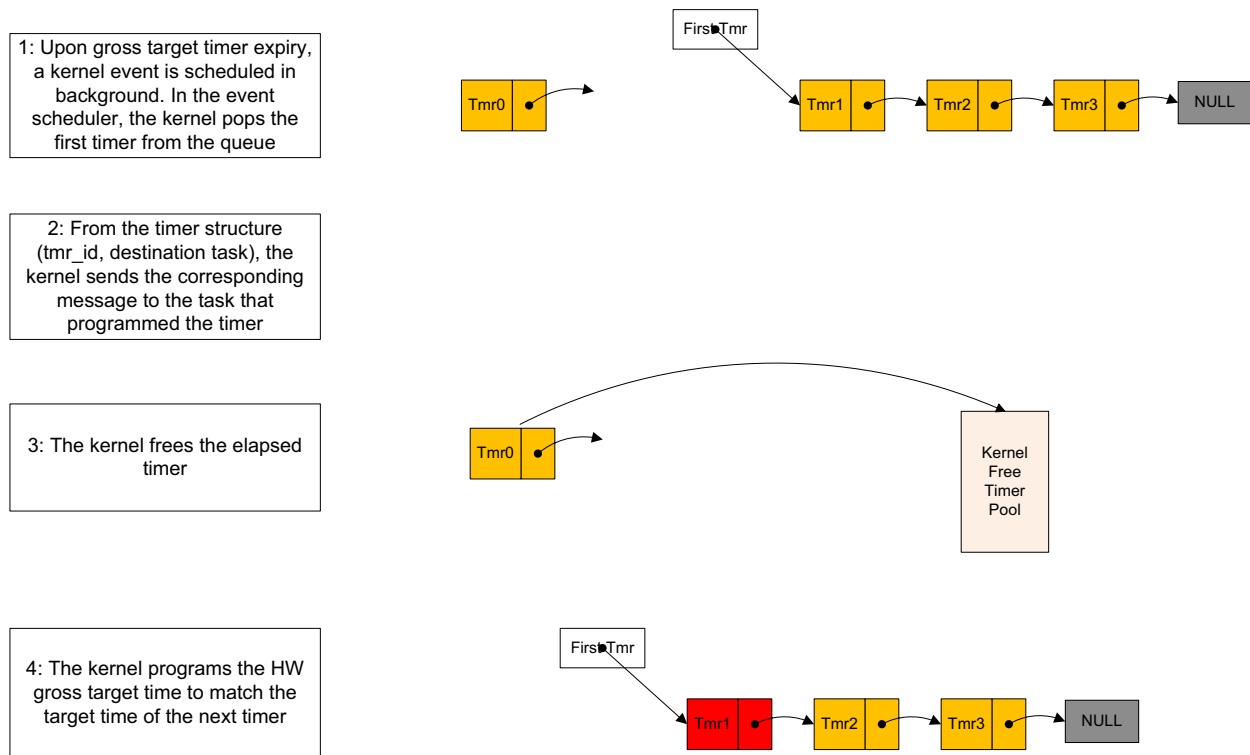 First Tmr
1: Upon gross target timer expiry,
a kernel event is scheduled in
background. In the event
scheduler, the kernel pops the
first timer from the queue
Tmr0
Tmr1
Tmr2
Tmr3
NULL
2: From the timer structure
(tmr_id, destination task), the
kernel sends the corresponding
message to the task that
programmed the timer
3: The kernel frees the elapsed
timer
Tmr0
Kernel
Free
Timer
Pool
4: The kernel programs the HW
gross target time to match the
target time of the next timer
First Tmr
Tmr1
Tmr2
Tmr3
NULL